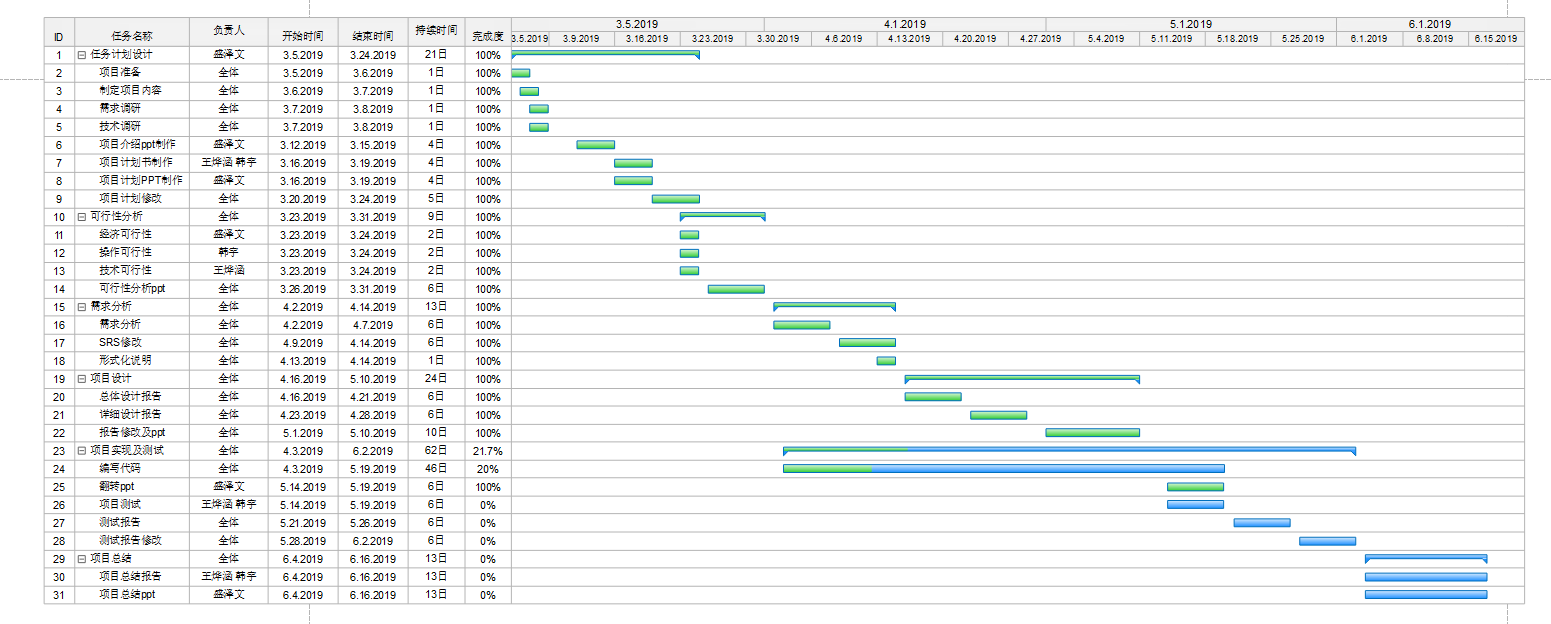 3.5.2019 4.1.2019 5.1.2019 6.1.2019
ID 任务名称 负责人 开始时间 结束时间 持续时间 完成度 3.5.2019 3.9.2019 3.16.2019 3.23.2019 3.30.2019 4.6.2019 4.13.2019 4.20.2019 4.27.2019 5.4.2019 5.11.2019 5.18.2019 5.25.2019 6.1.2019 6.8.2019 6.15.2019
1 任务计划设计 盛泽文 3.5.2019 3.24.2019 21日 100%
2 项目准备 全体 3.5.2019 3.6.2019 1日 100%
3 制定项目内容 全体 3.6.2019 3.7.2019 1日 100%
4 需求调研 全体 3.7.2019 3.8.2019 1日 100%
5 技术调研 全体 3.7.2019 3.8.2019 1日 100%
6 项目介绍ppt制作 盛泽文 3.12.2019 3.15.2019 4日 100%
7 项目计划书制作 王烨涵 韩宇 3.16.2019 3.19.2019 4日 100%
8 项目计划PPT制作 盛泽文 3.16.2019 3.19.2019 4日 100%
9 项目计划修改 全体 3.20.2019 3.24.2019 5日 100%
10 可行性分析 全体 3.23.2019 3.31.2019 9日 100%
11 经济可行性 盛泽文 3.23.2019 3.24.2019 2日 100%
12 操作可行性 韩宇 3.23.2019 3.24.2019 2日 100%
13 技术可行性 王烨涵 3.23.2019 3.24.2019 2日 100%
14 可行性分析ppt 全体 3.26.2019 3.31.2019 6日 100%
15 需求分析 全体 4.2.2019 4.14.2019 13日 100%
16 需求分析 全体 4.2.2019 4.7.2019 6日 100%
17 SRS修改 全体 4.9.2019 4.14.2019 6日 100%
18 形式化说明 全体 4.13.2019 4.14.2019 1日 100%
19 项目设计 全体 4.16.2019 5.10.2019 24日 100%
20 总体设计报告 全体 4.16.2019 4.21.2019 6日 100%
21 详细设计报告 全体 4.23.2019 4.28.2019 6日 100%
22 报告修改及ppt 全体 5.1.2019 5.10.2019 10日 100%
23 项目实现及测试 全体 4.3.2019 6.2.2019 62日 21.7%
24 编写代码 全体 4.3.2019 5.19.2019 46日 20%
25 翻转ppt 盛泽文 5.14.2019 5.19.2019 6日 100%
26 项目测试 王烨涵 韩宇 5.14.2019 5.19.2019 6日 0%
27 测试报告 全体 5.21.2019 5.26.2019 6日 0%
28 测试报告修改 全体 5.28.2019 6.2.2019 6日 0%
29 项目总结 全体 6.4.2019 6.16.2019 13日 0%
30 项目总结报告 王烨涵 韩宇 6.4.2019 6.16.2019 13日 0%
31 项目总结ppt 盛泽文 6.4.2019 6.16.2019 13日 0%